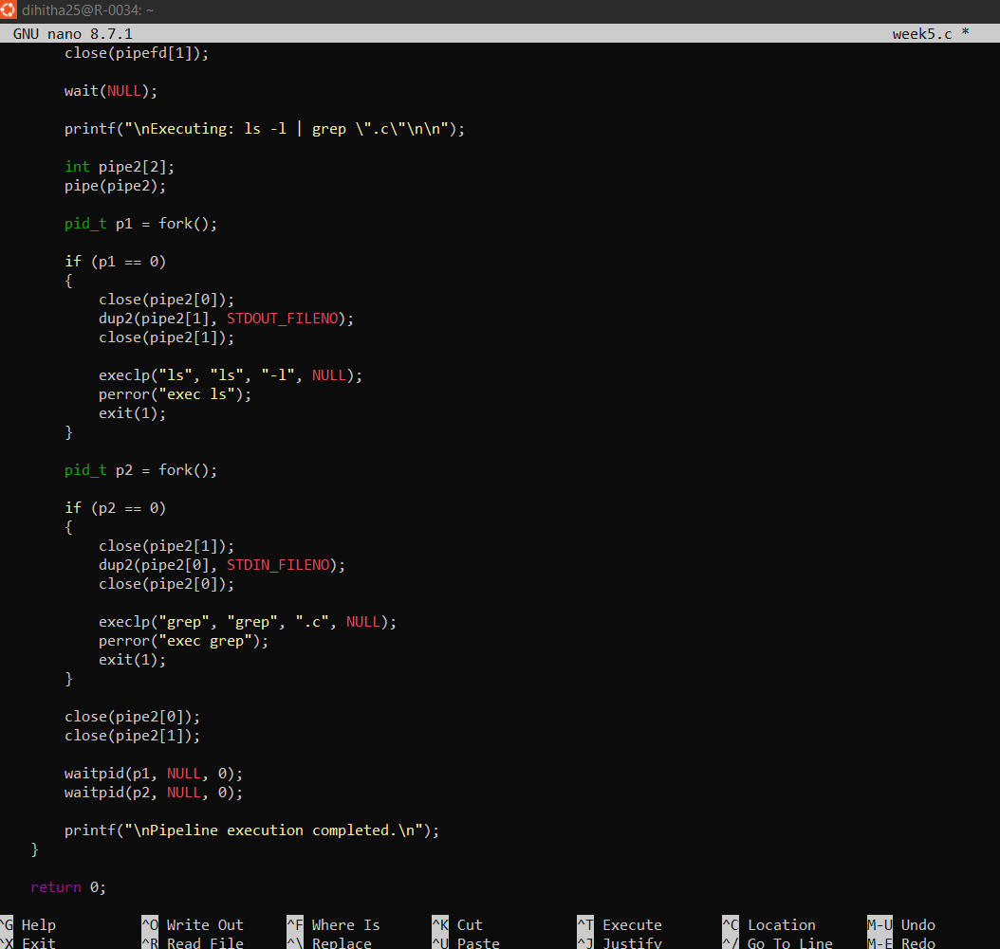 dihitha25@R-0034: ~
GNU nano 8.7.1 week5.c *
close(pipefd[1]);
wait(NULL);
printf("\nExecuting: ls -l | grep \".c\"\n\n");
int pipe2[2];
pipe(pipe2);
pid_t p1 = fork();
if (p1 == 0)
{
close(pipe2[0]);
dup2(pipe2[1], STDOUT_FILENO);
close(pipe2[1]);
execlp("ls", "ls", "-l", NULL);
perror("exec ls");
exit(1);
}
pid_t p2 = fork();
if (p2 == 0)
{
close(pipe2[1]);
dup2(pipe2[0], STDIN_FILENO);
close(pipe2[0]);
execlp("grep", "grep", ".c", NULL);
perror("exec grep");
exit(1);
}
close(pipe2[0]);
close(pipe2[1]);
waitpid(p1, NULL, 0);
waitpid(p2, NULL, 0);
printf("\nPipeline execution completed.\n");
}
return 0;
^G Help ^O Write Out ^F Where Is ^K Cut ^T Execute ^C Location M-U Undo
^X Exit ^R Read File ^\ Replace ^U Paste ^J Justify ^/ Go To Line M-E Redo